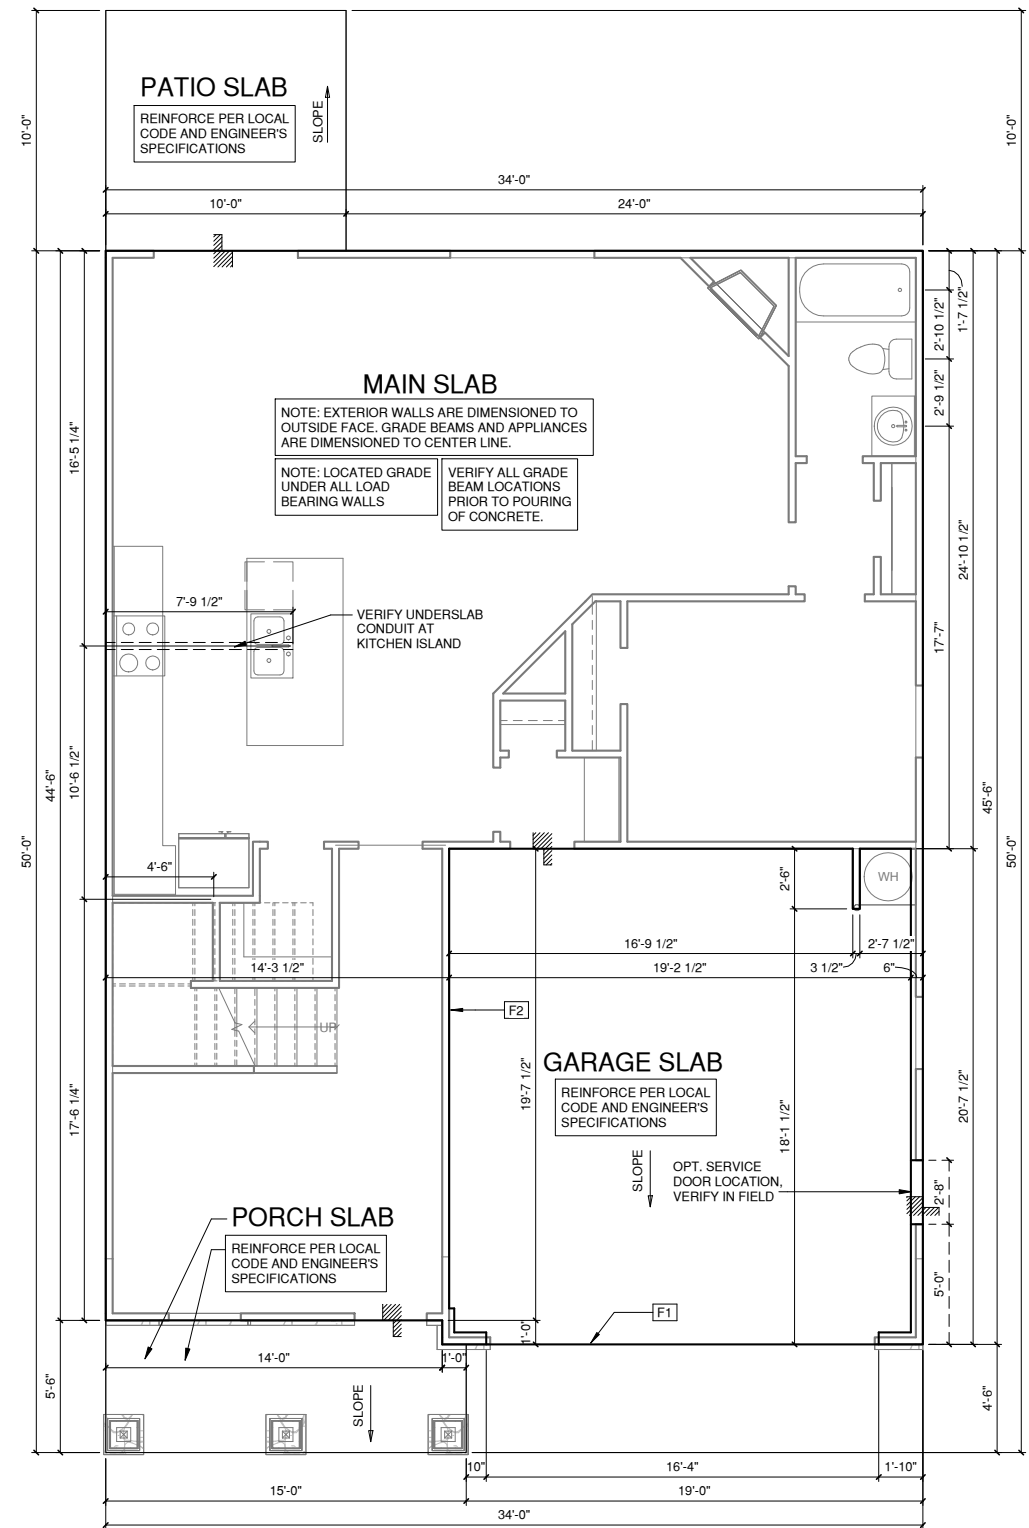 PATIO SLAB
REINFORCE PER LOCAL
CODE AND ENGINEER'S
SPECIFICATIONS
SLOPE
10'-0"
10'-0"
34'-0"
10'-0"
24'-0"
1'-7 1/2"
2'-10 1/2"
2'-9 1/2"
MAIN SLAB
NOTE: EXTERIOR WALLS ARE DIMENSIONED TO
OUTSIDE FACE. GRADE BEAMS AND APPLIANCES
ARE DIMENSIONED TO CENTER LINE.
NOTE: LOCATED GRADE
UNDER ALL LOAD
BEARING WALLS
VERIFY ALL GRADE
BEAM LOCATIONS
PRIOR TO POURING
OF CONCRETE.
16'-5 1/4"
24'-10 1/2"
17'-7"
7'-9 1/2"
VERIFY UNDERSLAB
CONDUIT AT
KITCHEN ISLAND
10'-6 1/2"
44'-6"
50'-0"
45'-6"
50'-0"
4'-6"
2'-6"
WH
16'-9 1/2"
2'-7 1/2"
14'-3 1/2"
19'-2 1/2"
3 1/2"
6"
F2
UP
GARAGE SLAB
REINFORCE PER LOCAL
CODE AND ENGINEER'S
SPECIFICATIONS
19'-7 1/2"
18'-1 1/2"
20'-7 1/2"
17'-6 1/4"
SLOPE
OPT. SERVICE
DOOR LOCATION,
VERIFY IN FIELD
2'-8"
5'-0"
PORCH SLAB
REINFORCE PER LOCAL
CODE AND ENGINEER'S
SPECIFICATIONS
F1
1'-0"
14'-0"
1'-0"
5'-6"
SLOPE
4'-6"
10"
16'-4"
1'-10"
15'-0"
19'-0"
34'-0"